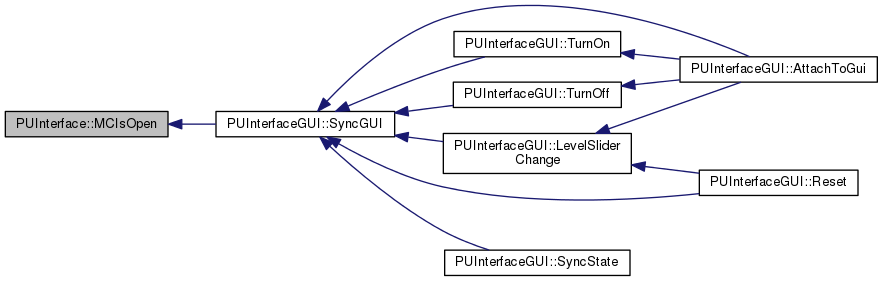 PUInterface::MCIsOpen
PUInterfaceGUI::SyncGUI
PUInterfaceGUI::TurnOn
PUInterfaceGUI::TurnOff
PUInterfaceGUI::LevelSlider
Change
PUInterfaceGUI::SyncState
PUInterfaceGUI::AttachToGui
PUInterfaceGUI::Reset